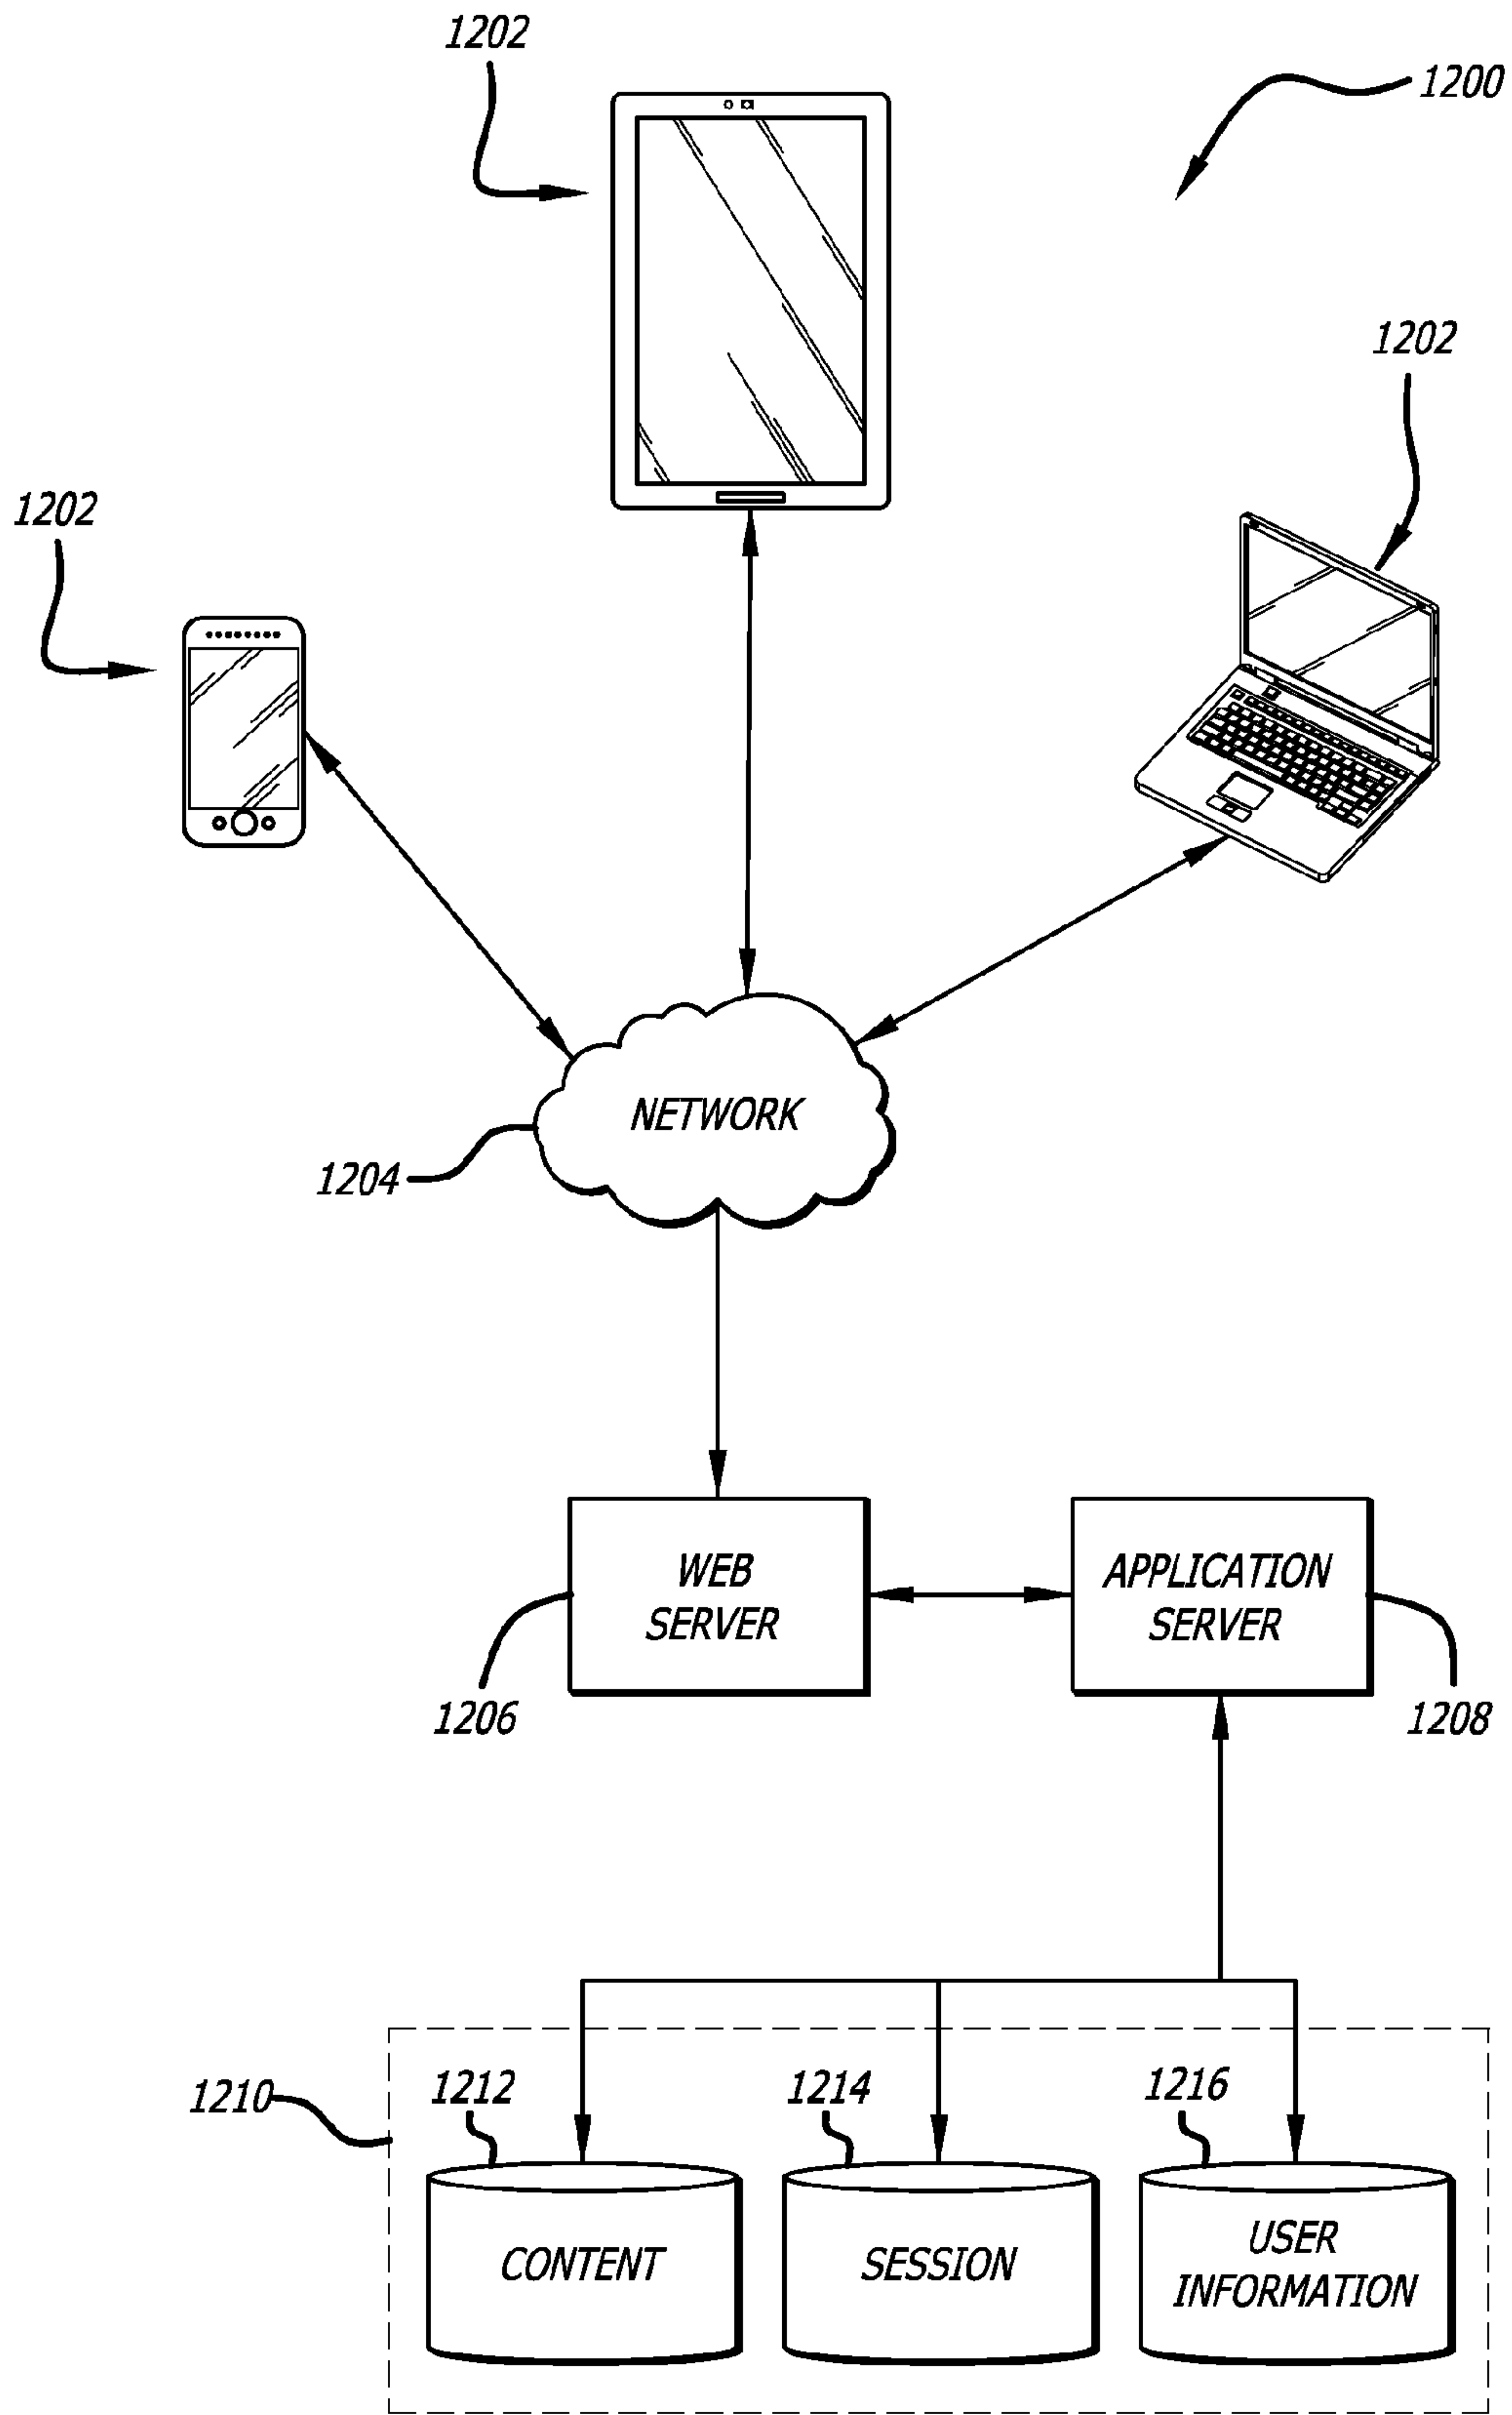 1202
1200
1202
1202
NETWORK
1204
WEB
SERVER
APPLICATION
SERVER
1206
1208
1210
1212
1214
1216
CONTENT
SESSION
USER
INFORMATION